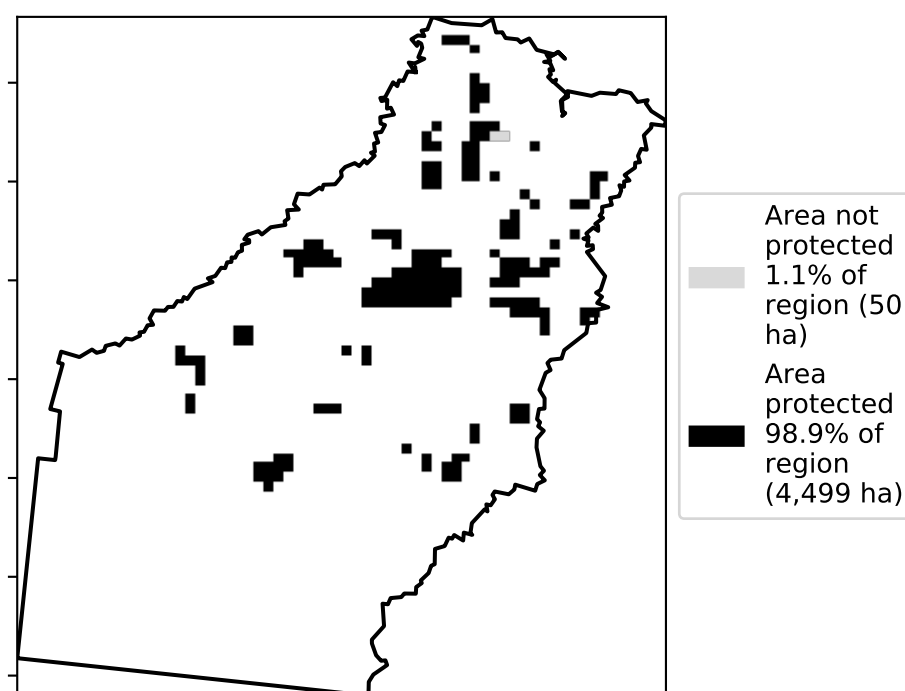 Area not
protected
1.1% of
region (50
ha)
Area
protected
98.9% of
region
(4,499 ha)